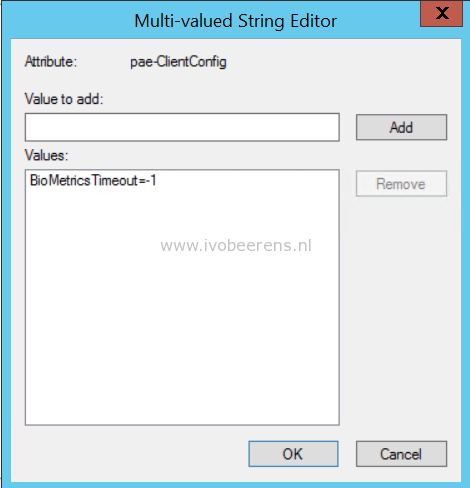 Multi-valued String Editor
X
Attribute: pae-ClientConfig
Value to add:
Add
Values:
BioMetricsTimeout=-1
Remove
www.ivobeerens.nl
OK Cancel